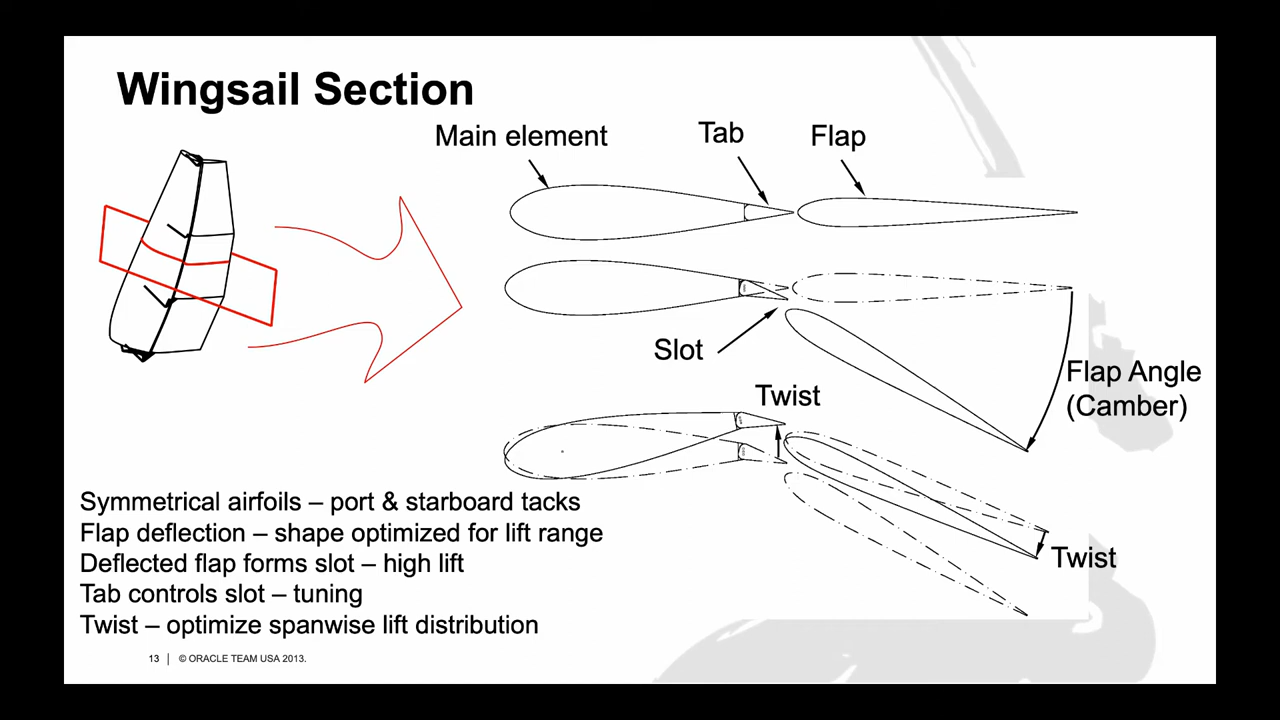 Wingsail Section
Main element
Tab
Flap
Slot
Flap Angle
(Camber)
Twist
Twist
Symmetrical airfoils – port & starboard tacks
Flap deflection – shape optimized for lift range
Deflected flap forms slot – high lift
Tab controls slot – tuning
Twist – optimize spanwise lift distribution
13 | © ORACLE TEAM USA 2013.